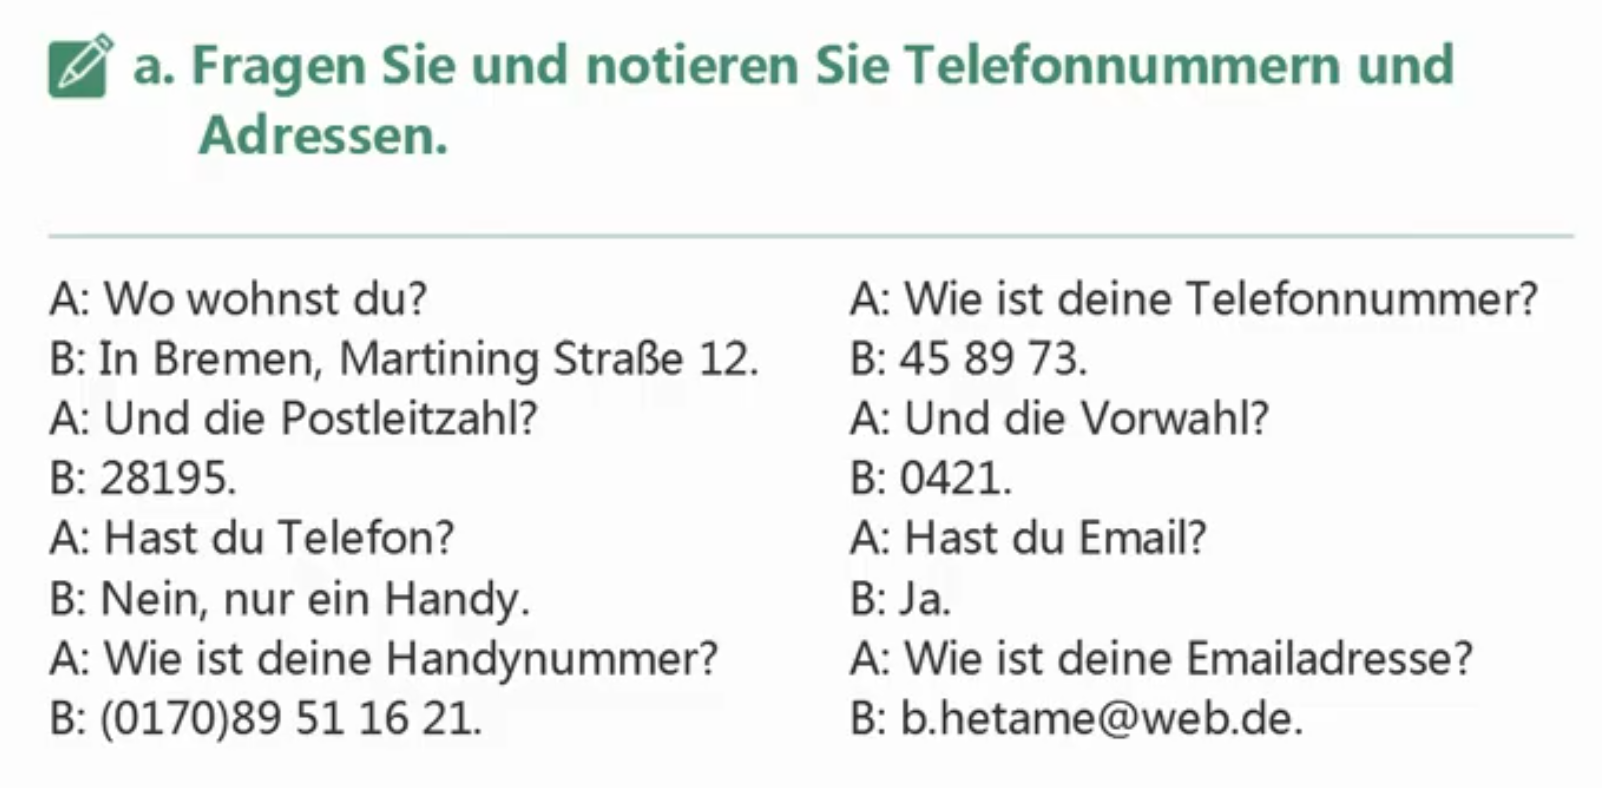 a. Fragen Sie und notieren Sie Telefonnummern und
Adressen.
A: Wo wohnst du?
B: In Bremen, Martining Straße 12.
A: Und die Postleitzahl?
B: 28195.
A: Hast du Telefon?
B: Nein, nur ein Handy.
A: Wie ist deine Handynummer?
B: (0170)89 51 16 21.
A: Wie ist deine Telefonnummer?
B: 45 89 73.
A: Und die Vorwahl?
B: 0421.
A: Hast du Email?
B: Ja.
A: Wie ist deine Emailadresse?
B: b.hetame@web.de.